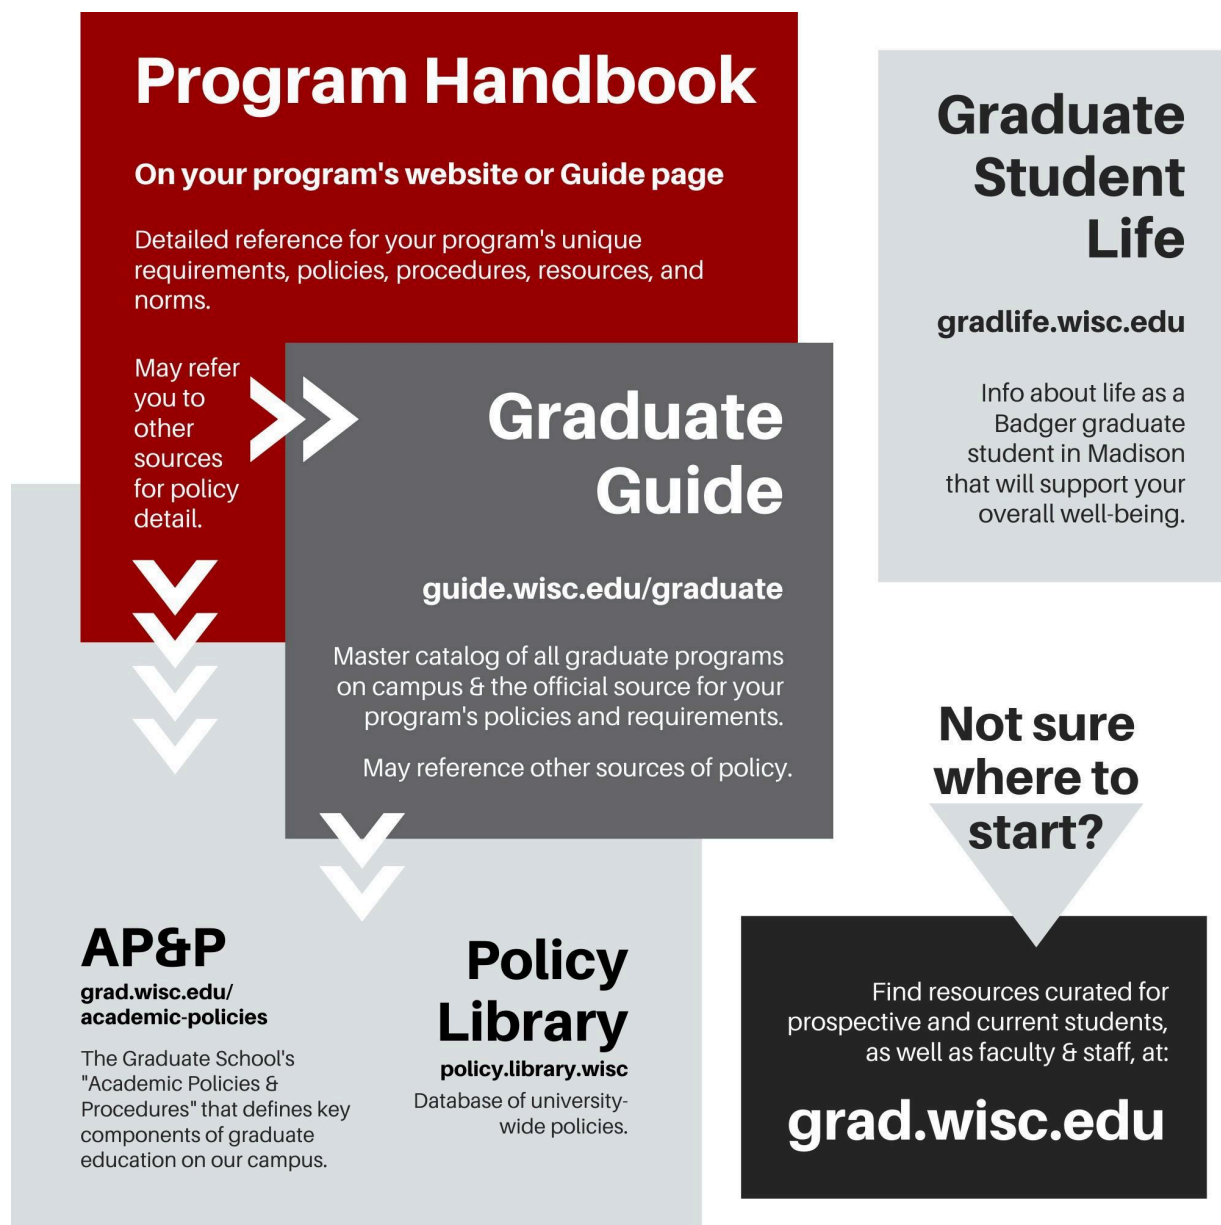 Program Handbook
On your program's website or Guide page
Detailed reference for your program's unique
requirements, policies, procedures, resources, and
norms.
May refer
you to
other
sources
for policy
detail.
Graduate
Guide
guide.wisc.edu/graduate
Master catalog of all graduate programs
on campus & the official source for your
program's policies and requirements.
May reference other sources of policy.
AP&P
grad.wisc.edu/
academic-policies
The Graduate School's
"Academic Policies &
Procedures" that defines key
components of graduate
education on our campus.
Policy
Library
policy.library.wisc
Database of university-
wide policies.
Graduate
Student
Life
gradlife.wisc.edu
Info about life as a
Badger graduate
student in Madison
that will support your
overall well-being.
Not sure
where to
start?
Find resources curated for
prospective and current students,
as well as faculty & staff, at:
grad.wisc.edu